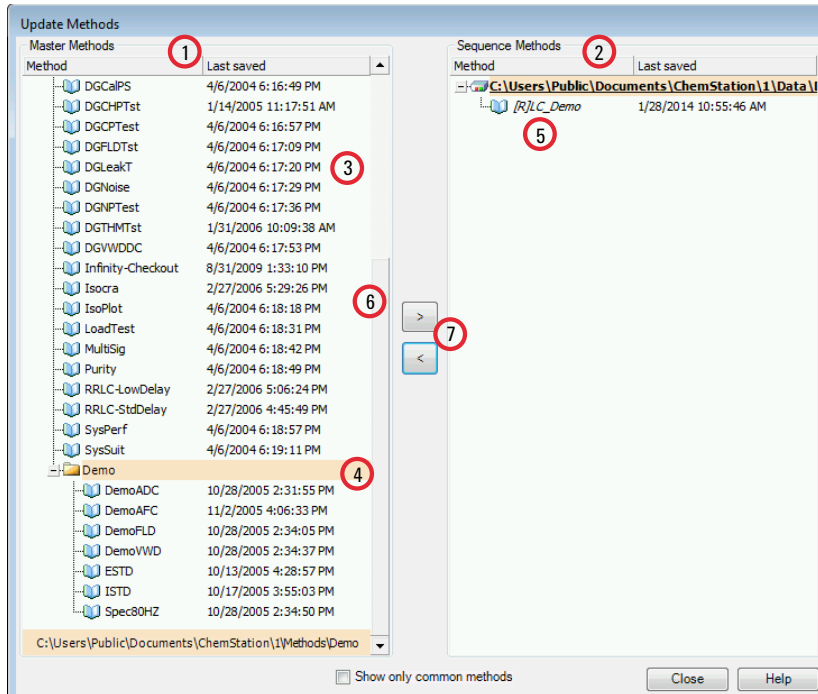 Update Methods
Master Methods 1
Method Last saved
DGCalPS 4/6/2004 6:16:49 PM
DGCHPTst 1/14/2005 11:17:51 AM
DGCPTest 4/6/2004 6:16:57 PM
DGFLDTst 4/6/2004 6:17:09 PM
DGLeakT 4/6/2004 6:17:20 PM 3
DGNoise 4/6/2004 6:17:29 PM
DGNPTest 4/6/2004 6:17:36 PM
DGTHMTst 1/31/2006 10:09:38 AM
DGVWDDC 4/6/2004 6:17:53 PM
Infinity-Checkout 8/31/2009 1:33:10 PM
Isocra 2/27/2006 5:29:26 PM
IsoPlot 4/6/2004 6:18:18 PM 6
LoadTest 4/6/2004 6:18:31 PM
MultiSig 4/6/2004 6:18:42 PM
Purity 4/6/2004 6:18:49 PM
RRLC-LowDelay 2/27/2006 5:06:24 PM
RRLC-StdDelay 2/27/2006 4:45:49 PM
SysPerf 4/6/2004 6:18:57 PM
SysSuit 4/6/2004 6:19:11 PM
Demo 4
DemoADC 10/28/2005 2:31:55 PM
DemoAFC 11/2/2005 4:06:33 PM
DemoFLD 10/28/2005 2:34:05 PM
DemoVWD 10/28/2005 2:34:37 PM
ESTD 10/13/2005 4:28:57 PM
ISTD 10/17/2005 3:55:03 PM
Spec80HZ 10/28/2005 2:34:50 PM
C:\Users\Public\Documents\ChemStation\1\Methods\Demo
>
7
<
Sequence Methods 2
Method Last saved
C:\Users\Public\Documents\ChemStation\1\Data\
[R]LC_Demo 1/28/2014 10:55:46 AM
5
Show only common methods
Close Help